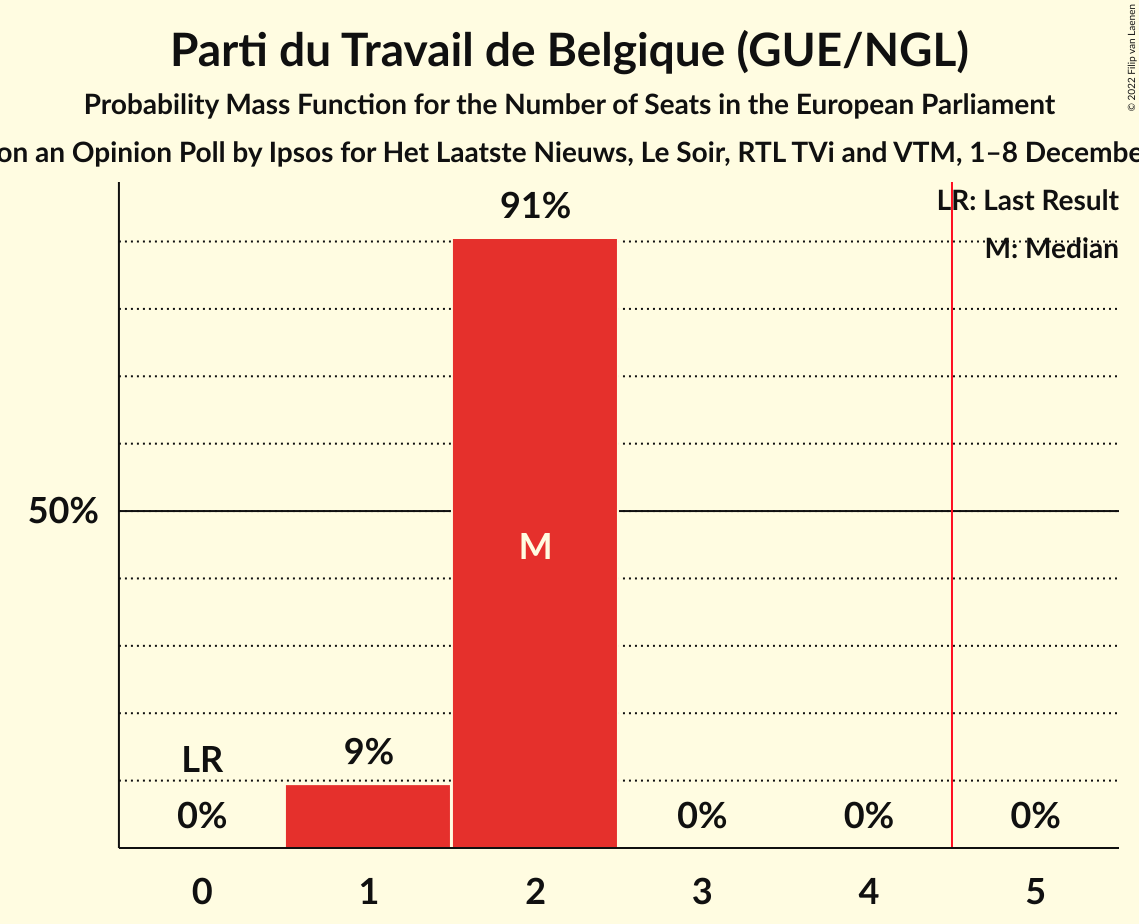 Parti du Travail de Belgique (GUE/NGL)
Probability Mass Function for the Number of Seats in the European Parliament
on an Opinion Poll by Ipsos for Het Laatste Nieuws, Le Soir, RTL TVi and VTM, 1–8 Decembe
© 2022 Filip van Laenen
LR: Last Result
M: Median
91%
50%
M
LR
9%
0%
0%
0%
0%
0
1
2
3
4
5